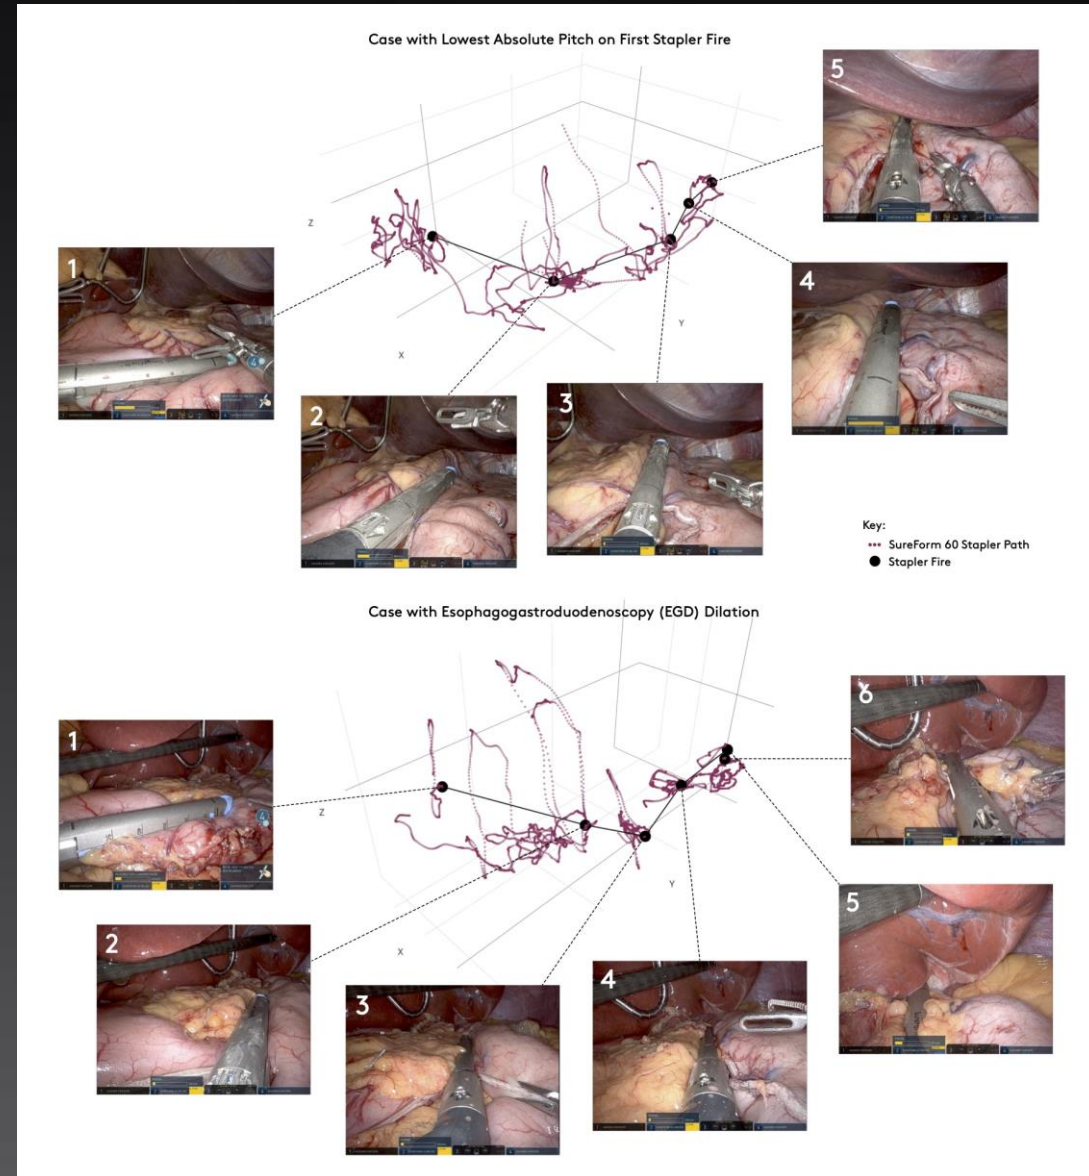 Case with Lowest Absolute Pitch on First Stapler Fire
5
Z
1
4
Y
X
2
3
Key:
SureForm 60 Stapler Path
Stapler Fire
Case with Esophagogastroduodenoscopy (EGD) Dilation
6
1
Z
Y
5
2
X
3
4